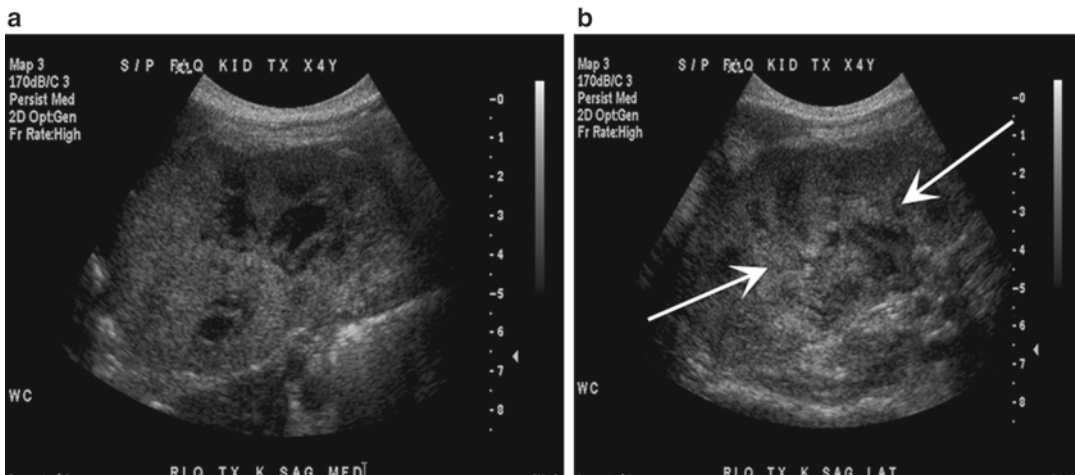 a
Map 3
170dB/C 3
Persist Med
2D Opt:Gen
Fr Rate:High
S/P KID TX X4Y
-0
-1
-2
-3
-4
-5
-6
-7
-8
WC
RLQ TX K SAG MED
b
Map 3
170dB/C 3
Persist Med
2D Opt:Gen
Fr Rate:High
S/P KID TX X4Y
-0
-1
-2
-3
-4
-5
-6
-7
-8
WC
RLQ TX K SAG LAT